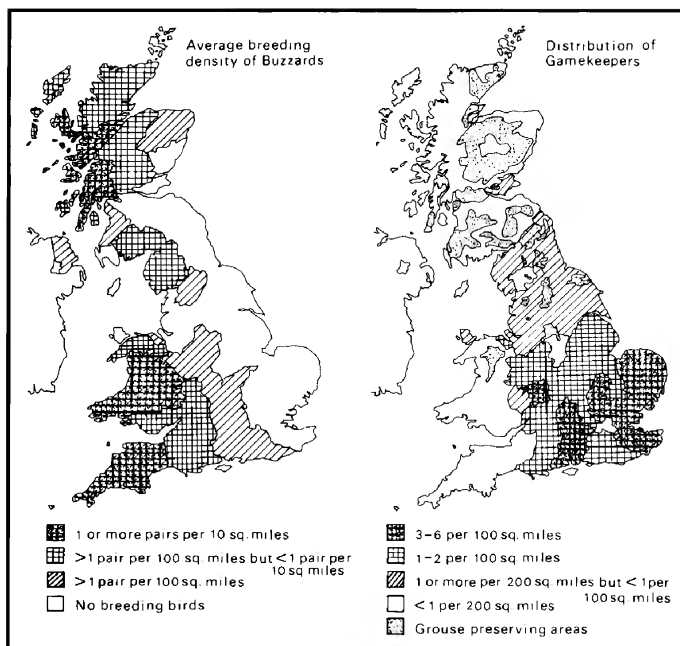 Average breeding
density of Buzzards
1 or more pairs per 10 sq. miles
>1 pair per 100 sq. miles but <1 pair per
10 sq miles
>1 pair per 100 sq. miles
No breeding birds
Distribution of
Gamekeepers
3–6 per 100 sq. miles
1–2 per 100 sq. miles
1 or more per 200 sq. miles but <1 per
100 sq. miles
<1 per 200 sq. miles
Grouse preserving areas